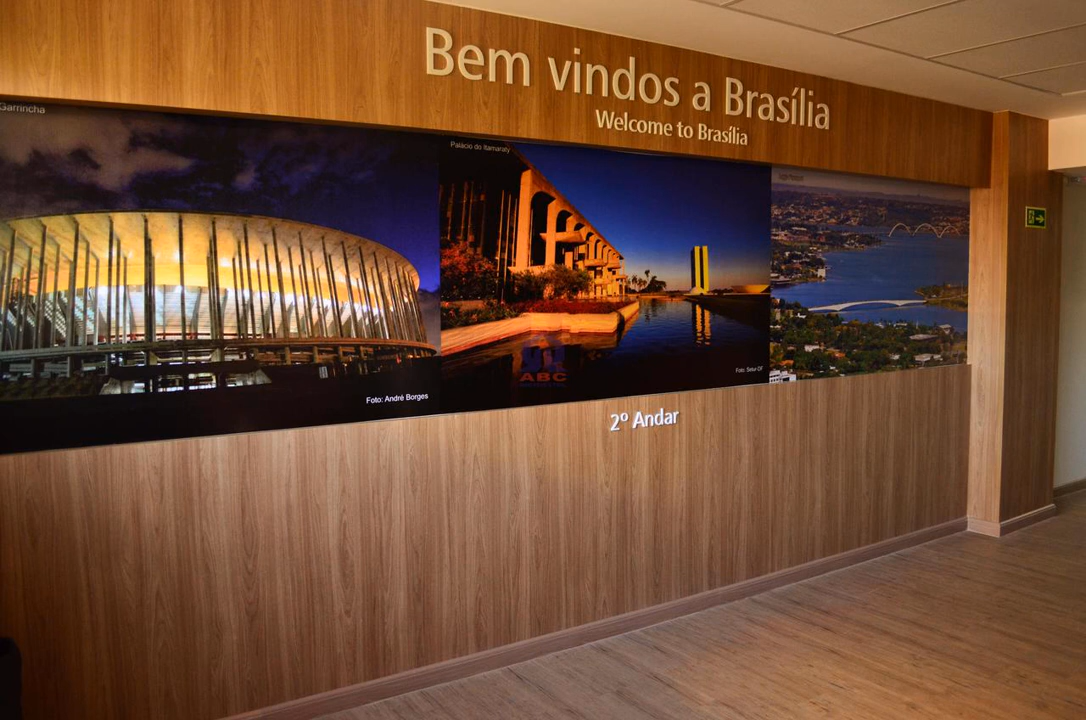 Bem vindos a Brasília
Welcome to Brasília
Garrincha
Palácio do Itamaraty
Foto: André Borges
Foto: Setur-DF
ABC
2º Andar